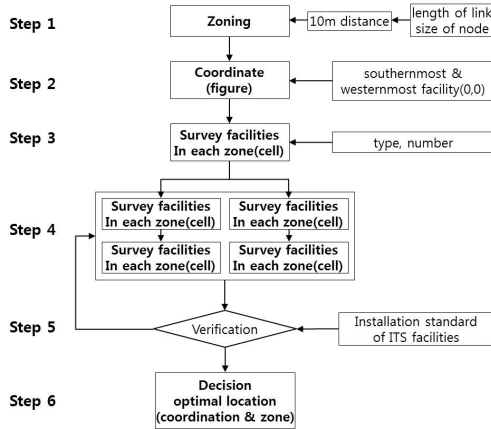 Step 1
Zoning
10m distance
length of link
size of node
Step 2
Coordinate
(figure)
southernmost &
westernmost facility(0,0)
Step 3
Survey facilities
In each zone(cell)
type, number
Step 4
Survey facilities
In each zone(cell)
Survey facilities
In each zone(cell)
Survey facilities
In each zone(cell)
Survey facilities
In each zone(cell)
Step 5
Verification
Installation standard
of ITS facilities
Step 6
Decision
optimal location
(coordination & zone)